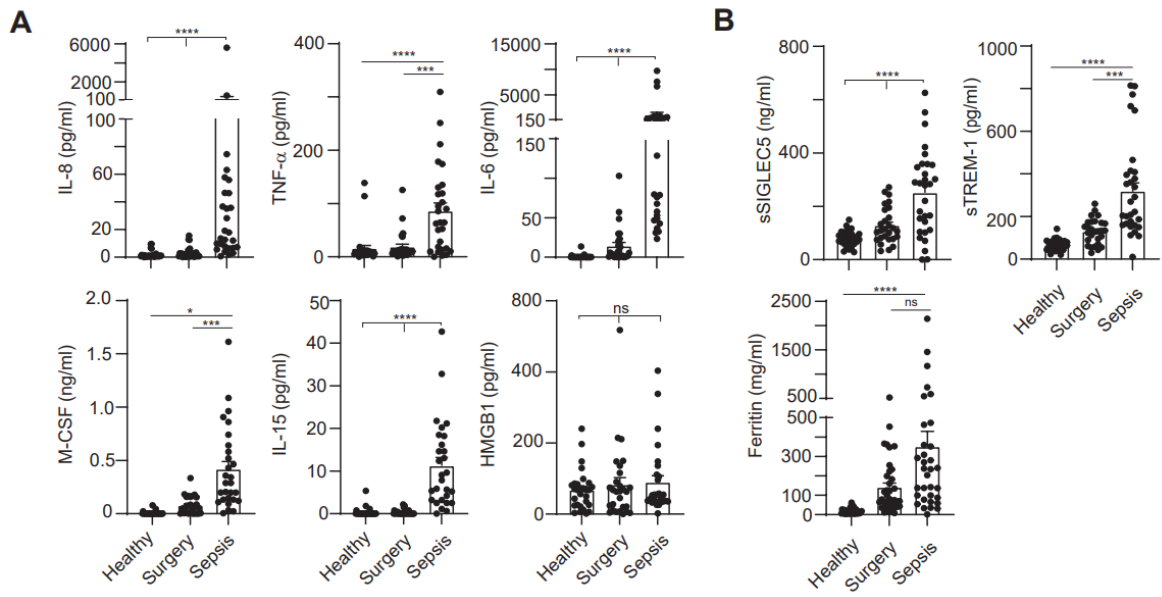 A
IL-8 (pg/ml)
6000
4000
2000
100
100
60
40
20
0
****
TNF-α (pg/ml)
400
200
0
****
***
IL-6 (pg/ml)
15000
5000
150
150
50
0
****
M-CSF (ng/ml)
2.0
1.5
1.0
0.5
0
*
***
Healthy
Surgery
Sepsis
IL-15 (pg/ml)
50
40
30
20
10
0
****
Healthy
Surgery
Sepsis
HMGB1 (pg/ml)
800
400
200
0
ns
Healthy
Surgery
Sepsis
B
sSIGLEC5 (ng/ml)
800
400
200
0
****
sTREM-1 (pg/ml)
1000
600
200
100
0
****
***
Healthy
Surgery
Sepsis
Ferritin (mg/ml)
2500
1500
500
500
300
200
100
0
****
ns
Healthy
Surgery
Sepsis